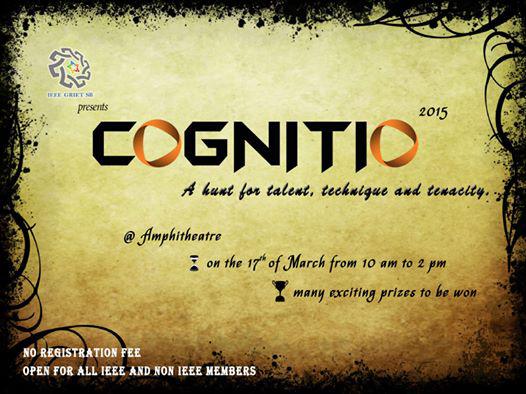 IEEE GRIET SB
presents
COGNITIO
2015
A hunt for talent, technique and tenacity...
@ Amphitheatre
on the 17th of March from 10 am to 2 pm
many exciting prizes to be won
NO REGISTRATION FEE
OPEN FOR ALL IEEE AND NON IEEE MEMBERS